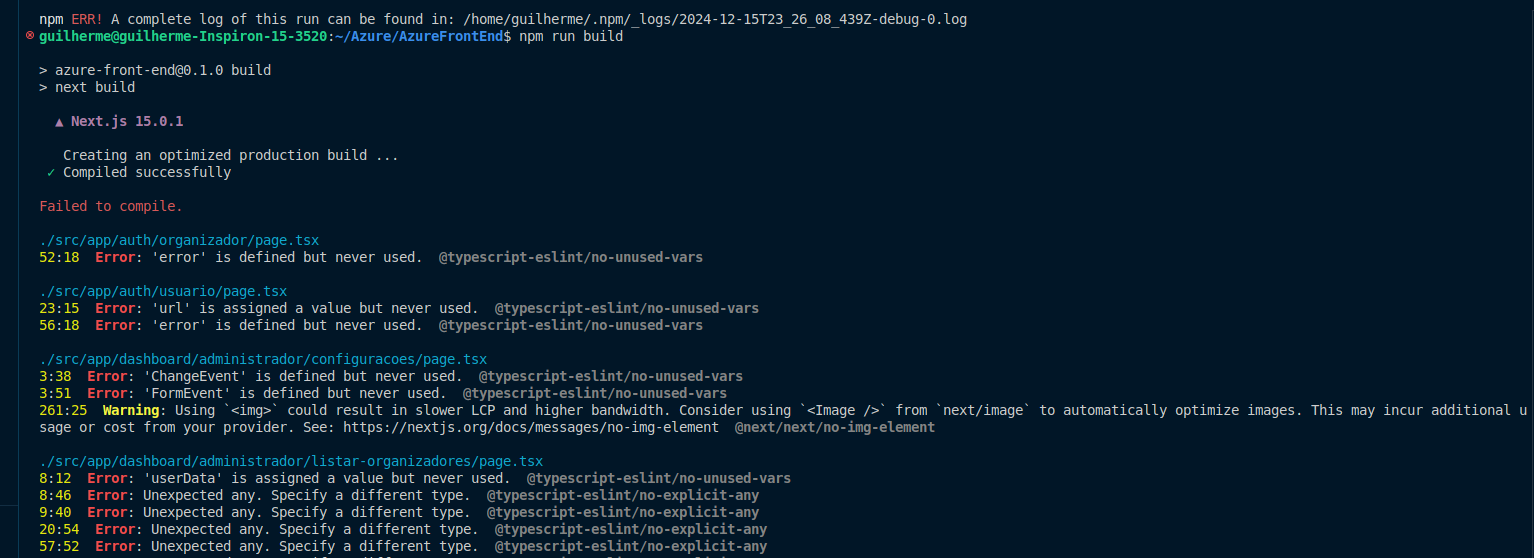 npm ERR! A complete log of this run can be found in: /home/guilherme/.npm/_logs/2024-12-15T23_26_08_439Z-debug-0.log
guilherme@guilherme-Inspiron-15-3520:~/Azure/AzureFrontEnd$ npm run build
> azure-front-end@0.1.0 build
> next build
▲ Next.js 15.0.1
Creating an optimized production build ...
✓ Compiled successfully
Failed to compile.
./src/app/auth/organizador/page.tsx
52:18  Error: 'error' is defined but never used.  @typescript-eslint/no-unused-vars
./src/app/auth/usuario/page.tsx
23:15  Error: 'url' is assigned a value but never used.  @typescript-eslint/no-unused-vars
56:18  Error: 'error' is defined but never used.  @typescript-eslint/no-unused-vars
./src/app/dashboard/administrador/configuracoes/page.tsx
3:38  Error: 'ChangeEvent' is defined but never used.  @typescript-eslint/no-unused-vars
3:51  Error: 'FormEvent' is defined but never used.  @typescript-eslint/no-unused-vars
261:25  Warning: Using `<img>` could result in slower LCP and higher bandwidth. Consider using `<Image />` from `next/image` to automatically optimize images. This may incur additional u
sage or cost from your provider. See: https://nextjs.org/docs/messages/no-img-element  @next/next/no-img-element
./src/app/dashboard/administrador/listar-organizadores/page.tsx
8:12  Error: 'userData' is assigned a value but never used.  @typescript-eslint/no-unused-vars
8:46  Error: Unexpected any. Specify a different type.  @typescript-eslint/no-explicit-any
9:40  Error: Unexpected any. Specify a different type.  @typescript-eslint/no-explicit-any
20:54  Error: Unexpected any. Specify a different type.  @typescript-eslint/no-explicit-any
57:52  Error: Unexpected any. Specify a different type.  @typescript-eslint/no-explicit-any